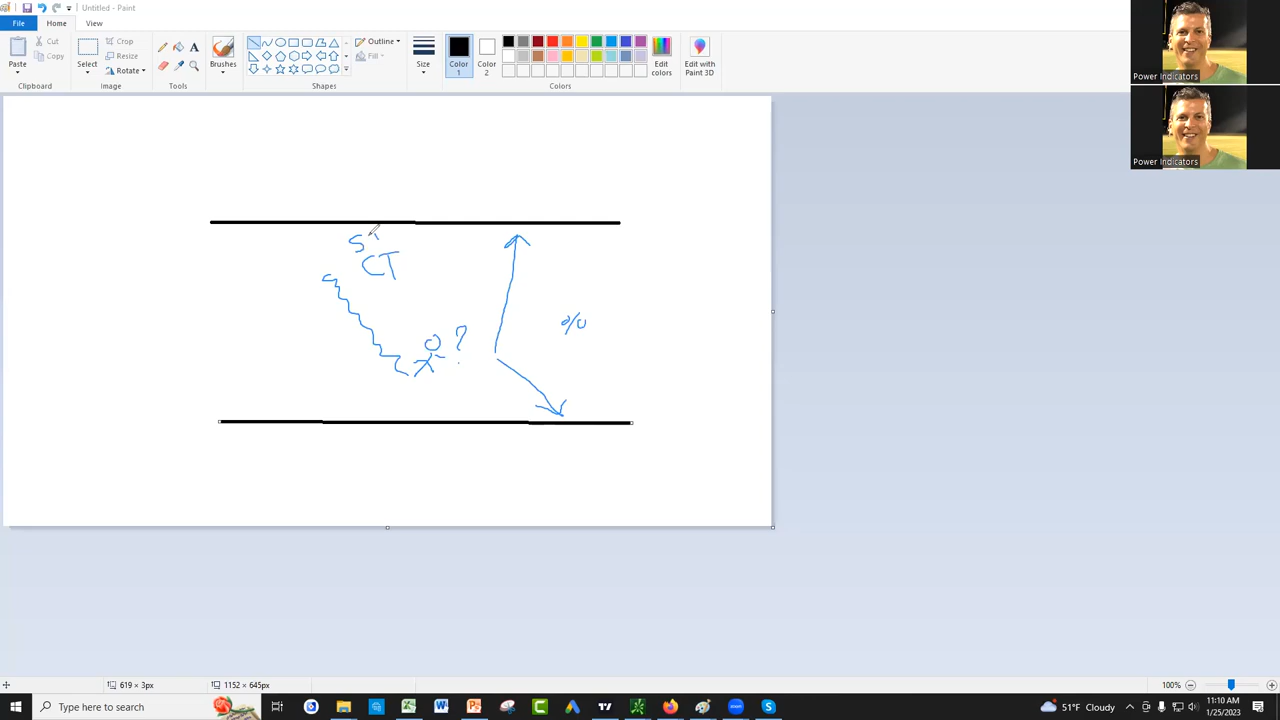 Untitled - Paint
File Home View
Paste
Cut
Copy
Clipboard
Select
Crop
Resize
Rotate
Image
Tools
Brushes
Shapes
Outline
Fill
Size
Color 1
Color 2
Colors
Edit colors
Edit with Paint 3D
Power Indicators
Power Indicators
CT
?
%
619 × 3px
1152 × 645px
100%
Type here to search
51°F Cloudy
11:10 AM
1/25/2023